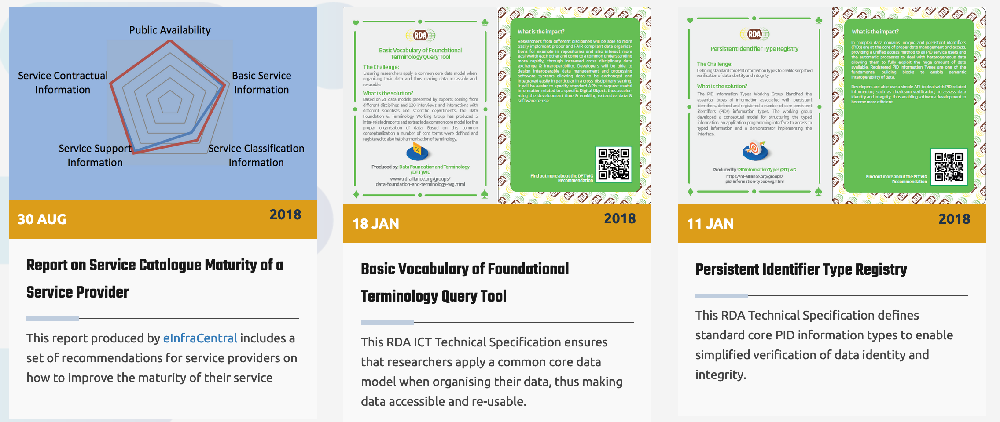 Public Availability
Service Contractual
Information
Basic Service
Information
Service Support
Information
Service Classification
Information
30 AUG
2018
Report on Service Catalogue Maturity of a
Service Provider
This report produced by eInfraCentral includes a
set of recommendations for service providers on
how to improve the maturity of their service
RDA
Basic Vocabulary of Foundational
Terminology Query Tool
The Challenge:
Ensuring researchers apply a common core data model when
organising their data and thus making data accessible and
re-usable.
What is the solution?
Based on 21 data models presented by experts coming from
different disciplines and 120 interviews and interactions with
different scientists and scientific departments, the Data
Foundation & Terminology Working Group has produced 5
inter-related reports and extracted a common core model for the
proper organisation of data. Based on this common
conceptualization a number of core terms were defined and
registered to also help harmonisation of terminology.
Produced by: Data Foundation and Terminology
(DFT) WG
www.rd-alliance.org/groups/
data-foundation-and-terminology-wg.html
What is the impact?
Researchers from different disciplines will be able to more
easily implement proper and FAIR compliant data organisa-
tions for example in repositories and also interact more
easily with each other and come to a common understanding
more rapidly, through increased cross disciplinary data
exchange & interoperability. Developers will be able to
design interoperable data management and processing
software systems allowing data to be exchanged and
integrated easily in particular in a cross-disciplinary setting.
It will be easier to specify standard APIs to request useful
information related to a specific Digital Object, thus acceler-
ating the development time & enabling extensive data &
software re-use.
Find out more about the DFT WG
Recommendation
18 JAN
2018
Basic Vocabulary of Foundational
Terminology Query Tool
This RDA ICT Technical Specification ensures
that researchers apply a common core data
model when organising their data, thus making
data accessible and re-usable.
RDA
Persistent Identifier Type Registry
The Challenge:
Defining standard core PID information types to enable simplified
verification of data identity and integrity
What is the solution?
The PID Information Types Working Group identified the
essential types of information associated with persistent
identifiers, defined and registered a number of core persistent
identifiers (PIDs) information types. The working group
developed a conceptual model for structuring the typed
information, an application programming interface to access to
typed information and a demonstrator implementing the
interface.
Produced by: PID Information Types (PIT) WG
https://rd-alliance.org/groups/
pid-information-types-wg.html
What is the impact?
In complex data domains, unique and persistent identifiers
(PIDs) are at the core of proper data management and access,
providing a unified access method to all PID service users and
the automatic processes to deal with heterogeneous data
allowing them to fully exploit the huge amount of data
available. Registered PID Information Types are one of the
fundamental building blocks to enable semantic
interoperability of data.
Developers are able use a simple API to deal with PID related
information, such as checksum verification, to assess data
identity and integrity, thus enabling software development to
become more efficient.
Find out more about the PIT WG
Recommendation
11 JAN
2018
Persistent Identifier Type Registry
This RDA Technical Specification defines
standard core PID information types to enable
simplified verification of data identity and
integrity.